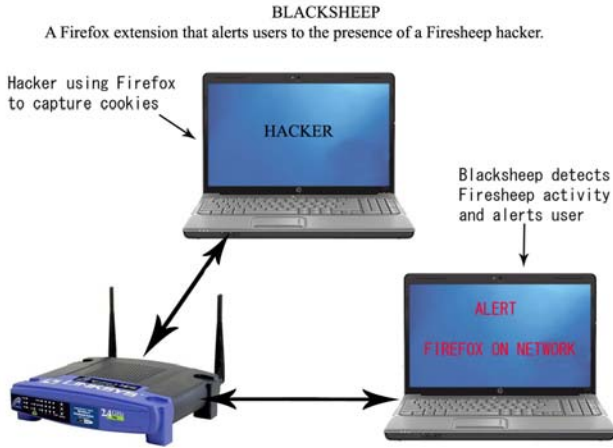 BLACKSHEEP
A Firefox extension that alerts users to the presence of a Firesheep hacker.
Hacker using Firefox
to capture cookies
HACKER
Blacksheep detects
Firesheep activity
and alerts user
ALERT
FIREFOX ON NETWORK
LINKSYS